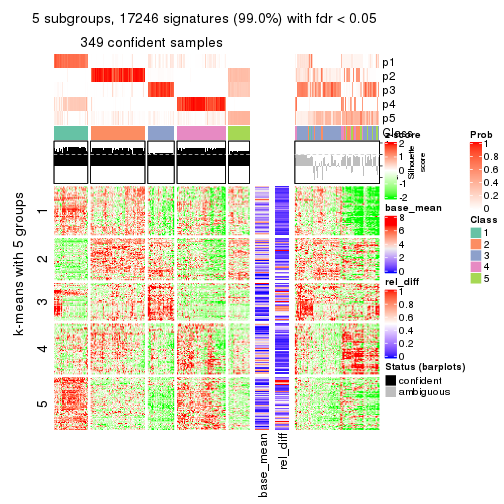 5 subgroups, 17246 signatures (99.0%) with fdr < 0.05
349 confident samples
p1
p2
p3
p4
p5
Class
z-score
2
1
0
-1
-2
Silhouette
score
Prob
1
0.8
0.6
0.4
0.2
0
base_mean
8
6
4
2
0
Class
1
2
3
4
5
rel_diff
1
0.8
0.6
0.4
0.2
0
Status (barplots)
confident
ambiguous
k-means with 5 groups
1
2
3
4
5
base_mean
rel_diff